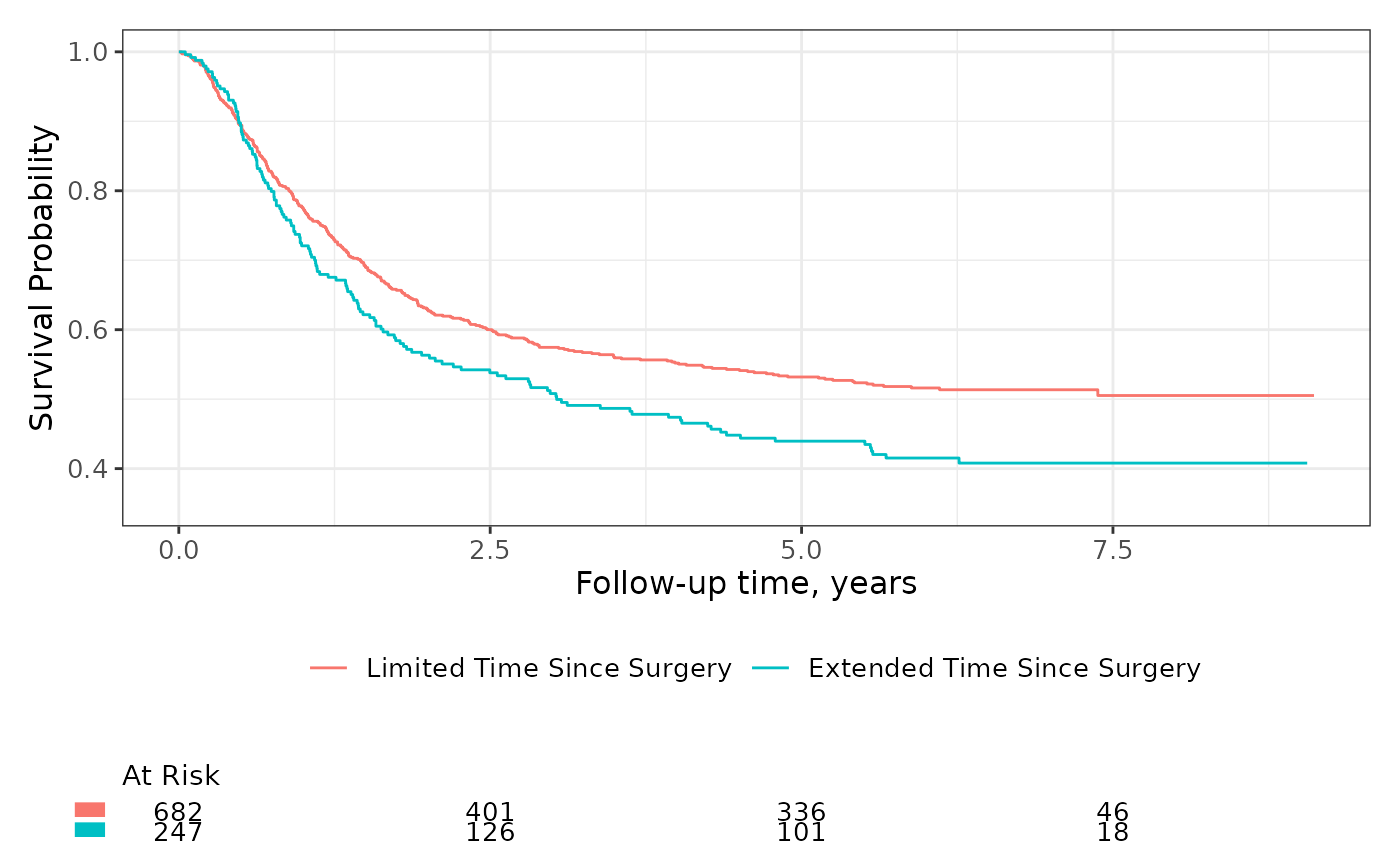 Survival Probability
1.0
0.8
0.6
0.4
0.0 2.5 5.0 7.5
Follow-up time, years
Limited Time Since Surgery Extended Time Since Surgery
At Risk
682 401 336 46
247 126 101 18